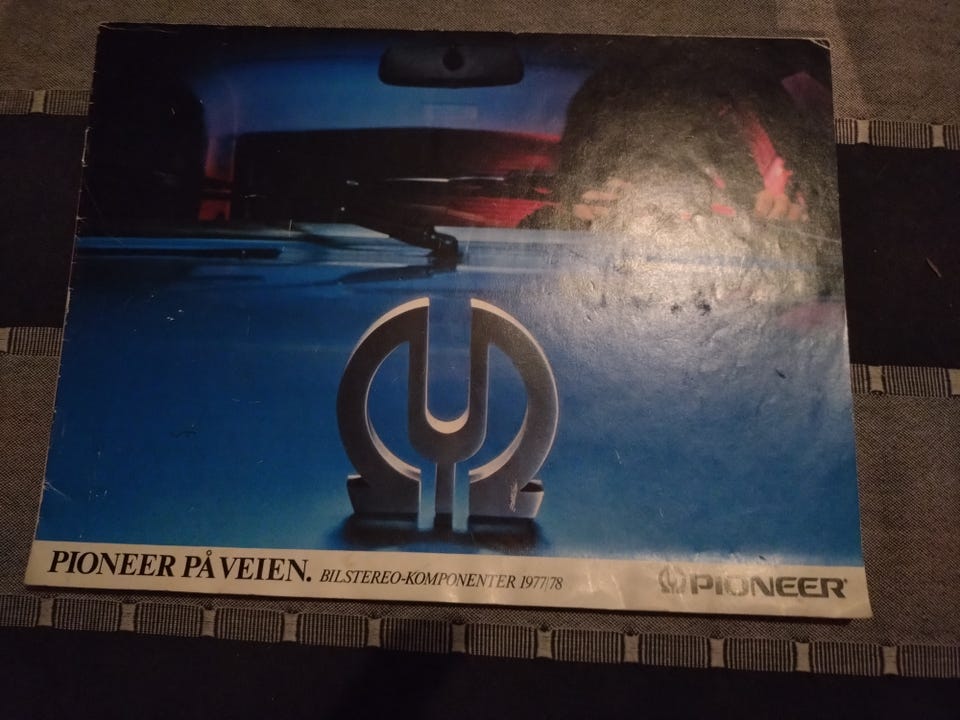 PIONEER PÅ VEIEN. BILSTEREO-KOMPONENTER 1977/78
PIONEER®